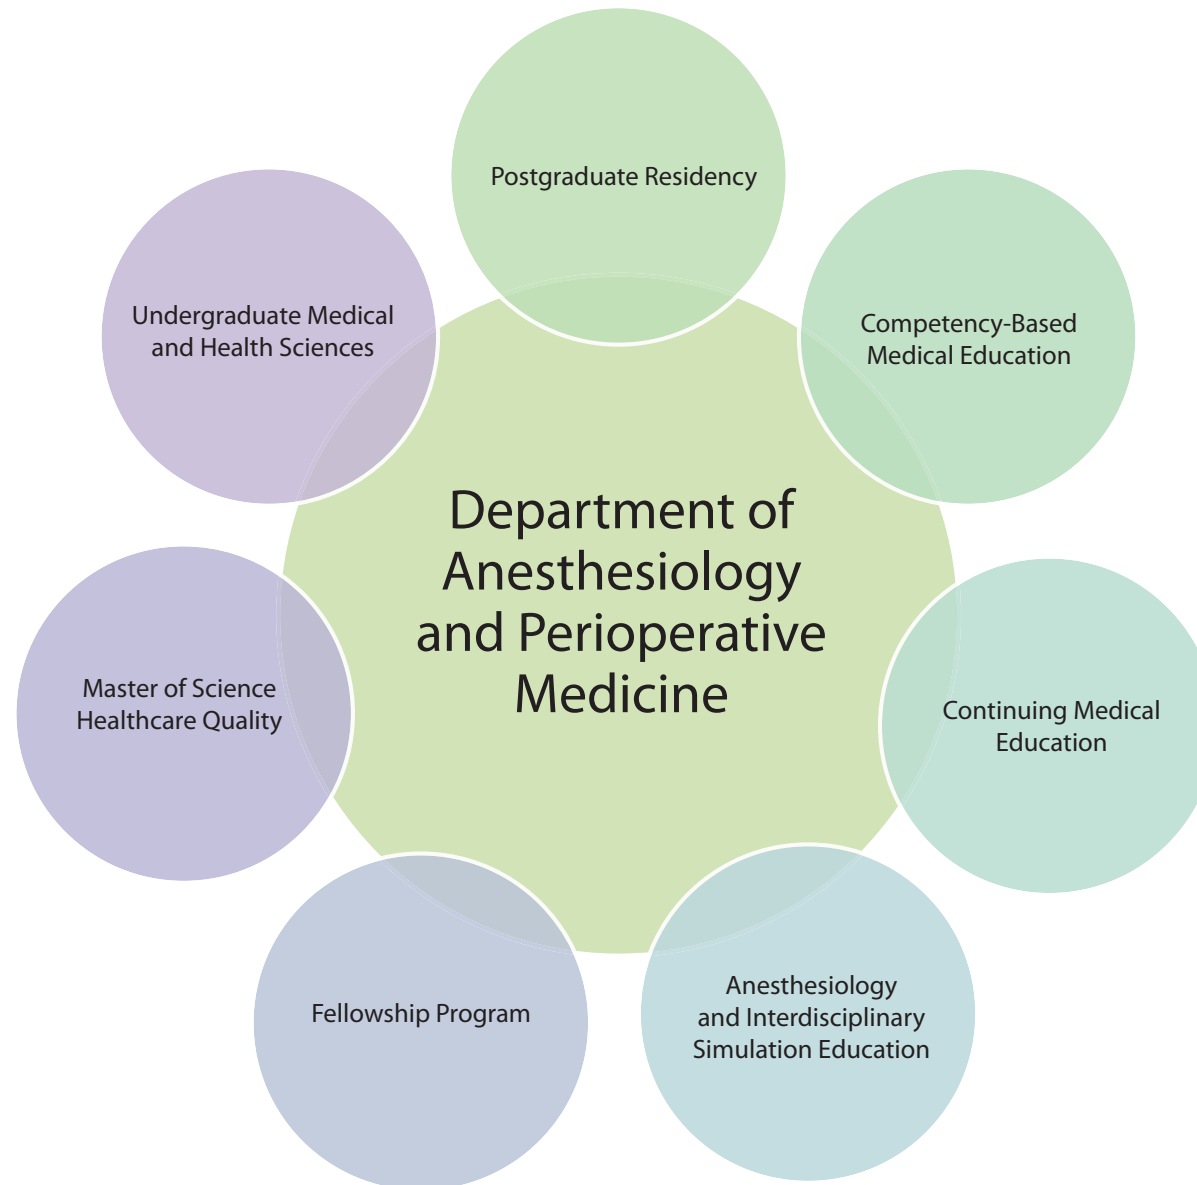 Postgraduate Residency
Undergraduate Medical
and Health Sciences
Competency-Based
Medical Education
Department of
Anesthesiology
and Perioperative
Medicine
Master of Science
Healthcare Quality
Continuing Medical
Education
Fellowship Program
Anesthesiology
and Interdisciplinary
Simulation Education